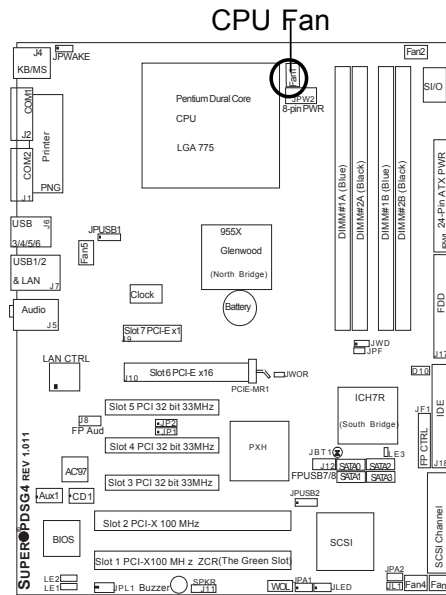 CPU Fan
J4
JPWAKE
KB/MS
Fan1
Fan2
Pentium Dural Core
CPU
LGA 775
JPW2
8-pin PWR
SI/O
COM1
J3
Printer
COM2
J1
PNG
DIMM#1A (Blue)
DIMM#2A (Black)
DIMM#1B (Blue)
DIMM#2B (Black)
24-Pin ATX PWR
USB
3/4/5/6
J6
JPUSB1
Fan5
955X
Glenwood
(North Bridge)
USB1/2
& LAN
J7
Clock
Battery
FDD
Audio
J5
Slot 7 PCI-E x1
J9
J17
JWD
JPF
LAN CTRL
J10
Slot6 PCI-E x16
PCIE-MR1
JWOR
D10
IDE
Slot 5 PCI 32 bit 33MHz
ICH7R
(South Bridge)
JF1
FP CTRL
J8
FP Aud
JP2
JP1
Slot 4 PCI 32 bit 33MHz
PXH
JBT1
LE3
J18
AC'97
Slot 3 PCI 32 bit 33MHz
J12
SATA0
SATA2
FPUSB7/8
SATA1
SATA3
Aux1
CD1
JPUSB2
SCSI Channel
Slot 2 PCI-X 100 MHz
BIOS
SCSI
Slot 1 PCI-X100 MH z ZCR(The Green Slot)
SUPER PDSG4 REV 1.011
LE2
LE1
JPL1
Buzzer
SPKR
J11
WOL
JPA1
JLED
JPA2
JL1
Fan4